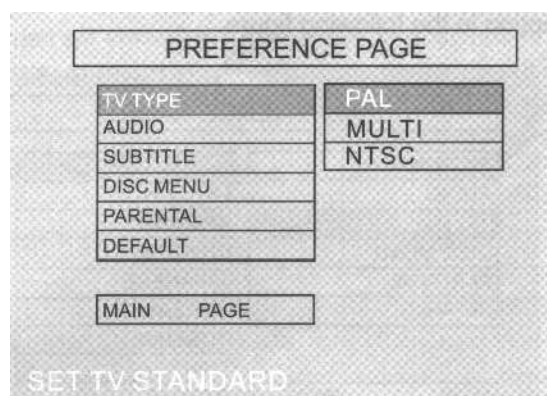 PREFERENCE PAGE
TV TYPE
PAL
AUDIO
MULTI
SUBTITLE
NTSC
DISC MENU
PARENTAL
DEFAULT
MAIN PAGE
SET TV STANDARD